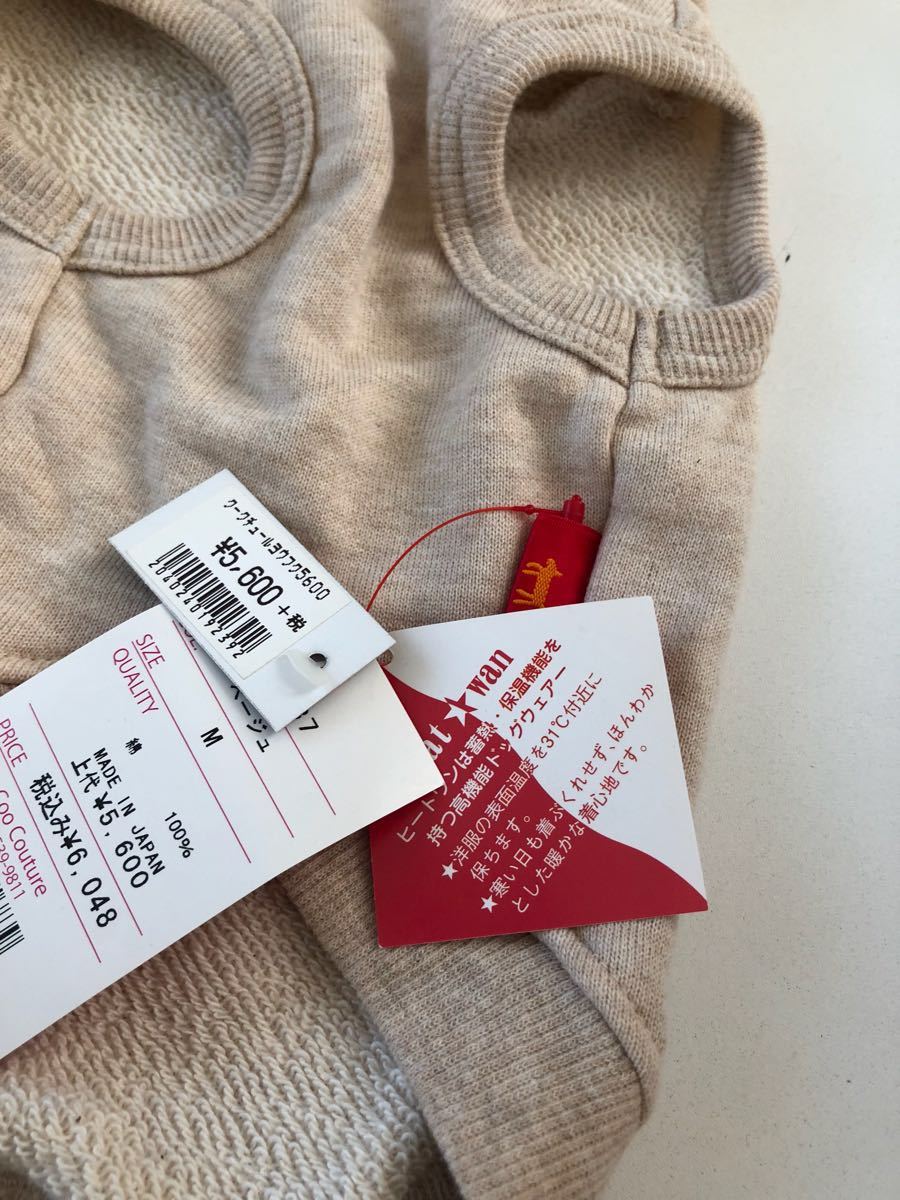 クークチュールヨウフク5600
¥5,600 +税
2040240192392
ベージュ
SIZE
M
QUALITY
綿 100%
MADE IN JAPAN
PRICE
上代 ¥5,600
税込み¥6,048
Coo Couture
539-9811
at★wan
ヒートワンは蓄熱・保温機能を
持つ高機能ドッグウェアー
★洋服の表面温度を31℃付近に
保ちます。
★寒い日も着ぶくれせず、ほんわか
とした暖かな着心地です。